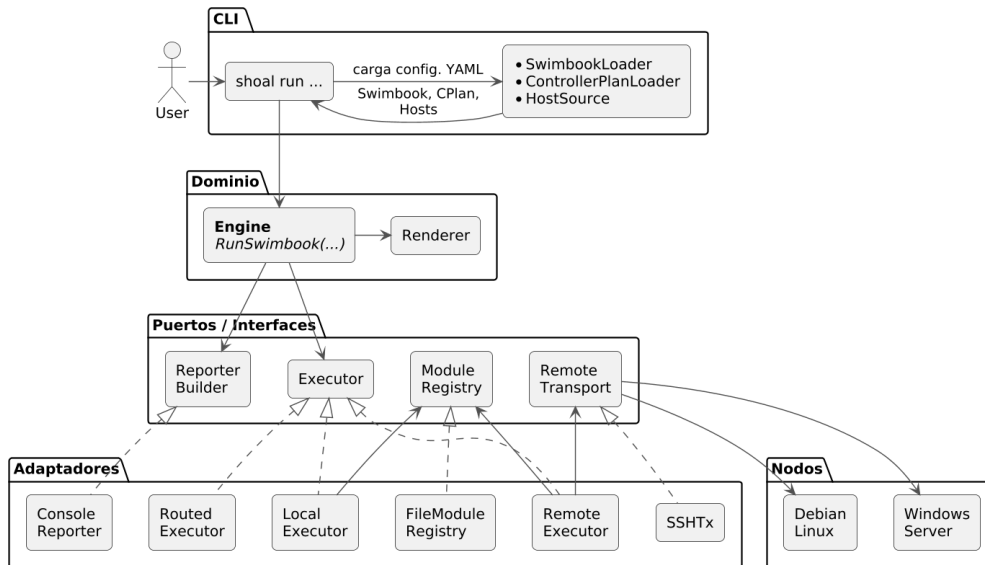 CLI
User
shoal run ...
carga config. YAML
Swimbook, CPlan,
Hosts
SwimbookLoader
ControllerPlanLoader
HostSource
Dominio
Engine
RunSwimbook(...)
Renderer
Puertos / Interfaces
Reporter
Builder
Executor
Module
Registry
Remote
Transport
Adaptadores
Console
Reporter
Routed
Executor
Local
Executor
FileModule
Registry
Remote
Executor
SSHTx
Nodos
Debian
Linux
Windows
Server